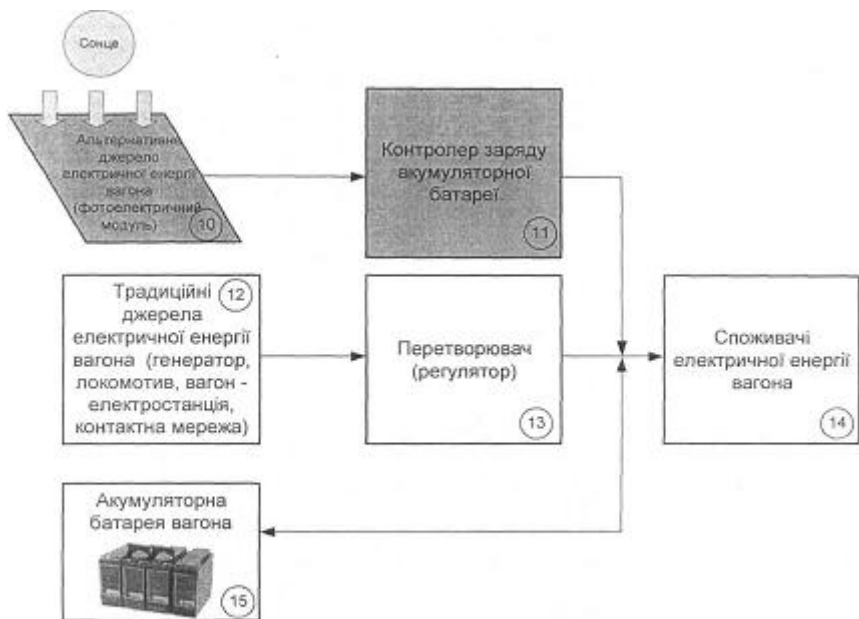 Сонце
Альтернативне
джерело
електричної енергії
вагона
(фотоелектричний
модуль)
10
Контролер заряду
акумуляторної
батареї
11
Традиційні
12
джерела
електричної енергії
вагона (генератор,
локомотив, вагон -
електростанція,
контактна мережа)
Перетворювач
(регулятор)
13
Споживачі
електричної енергії
вагона
14
Акумуляторна
батарея вагона
15